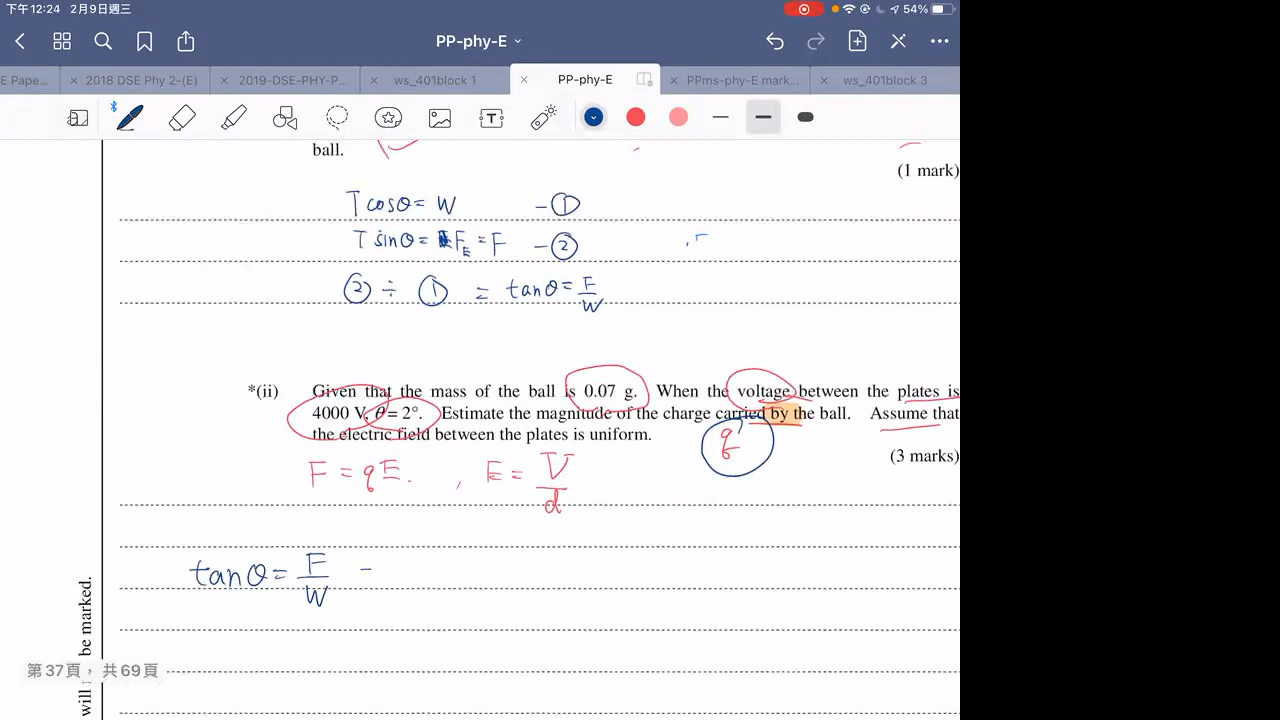 下午12:24 2月9日週三 54%
PP-phy-E
E Pape... × 2018 DSE Phy 2-(E) × 2019-DSE-PHY-P... × ws_401block 1 × PP-phy-E × PPms-phy-E mark... × ws_401block 3
ball.
(1 mark)
T cosθ = W - ①
T sinθ = F_E = F - ②
② ÷ ① = tanθ = F/W
*(ii) Given that the mass of the ball is 0.07 g. When the voltage between the plates is
4000 V, θ = 2°. Estimate the magnitude of the charge carried by the ball. Assume that
the electric field between the plates is uniform.
q
(3 marks)
F = qE. , E = V/d
tanθ = F/W =
will be marked.
第37頁，共69頁